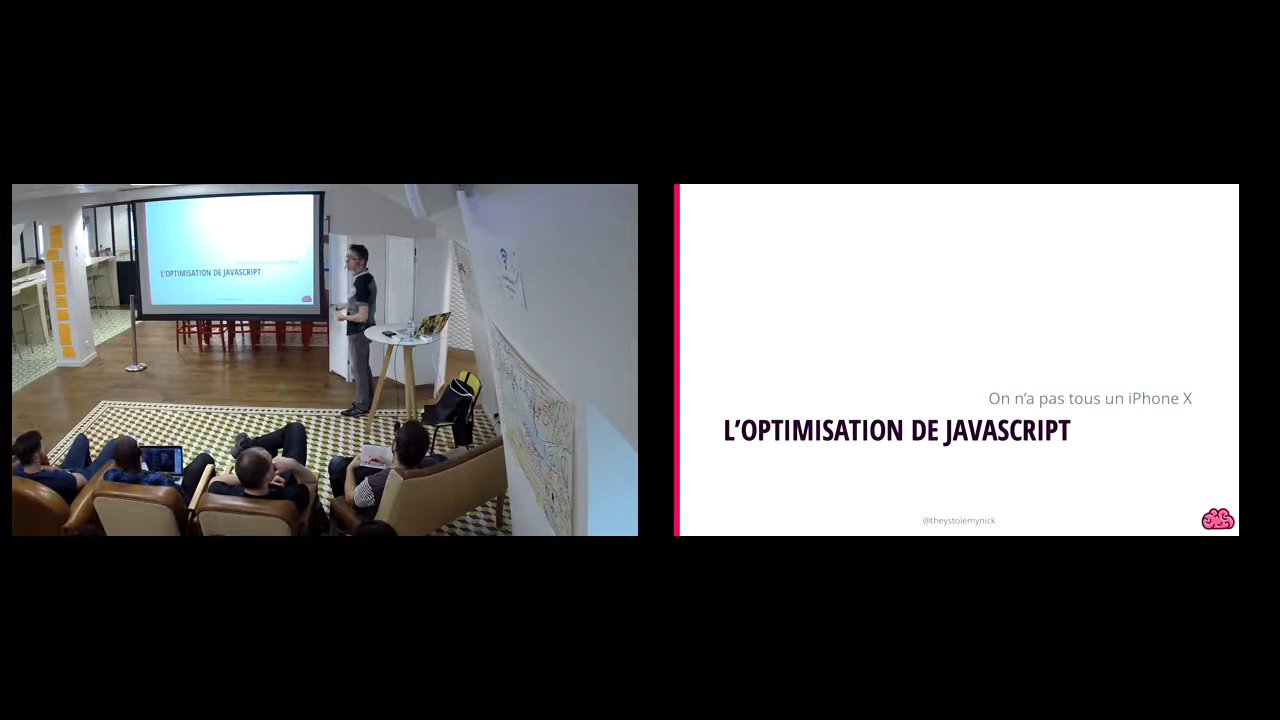 L'OPTIMISATION DE JAVASCRIPT
On n’a pas tous un iPhone X
L’OPTIMISATION DE JAVASCRIPT
@theystolemynick